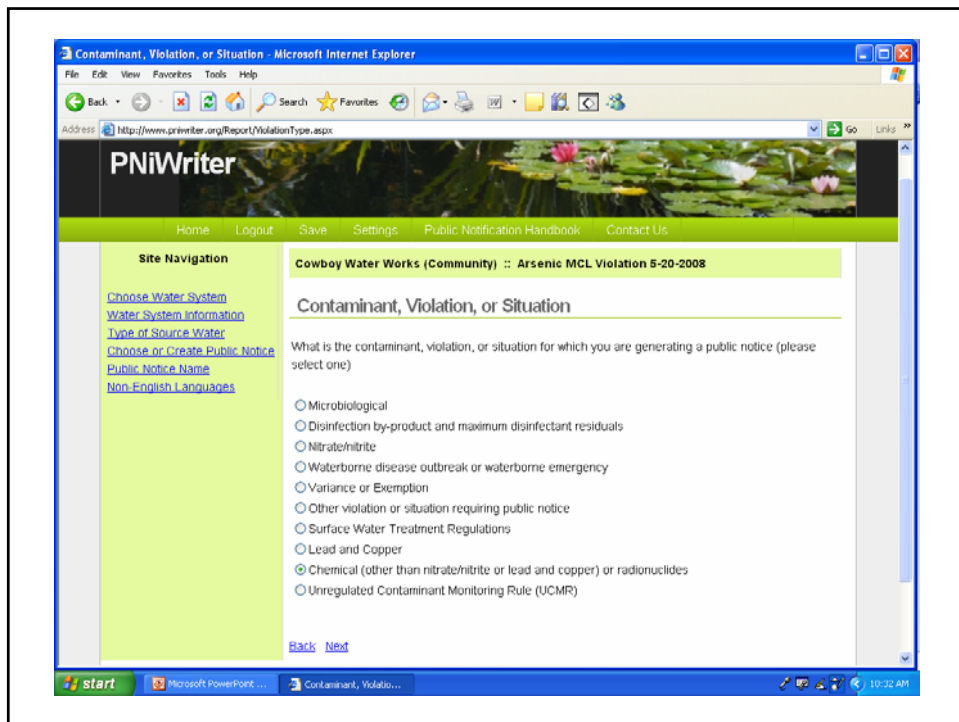 Contaminant, Violation, or Situation - Microsoft Internet Explorer
File Edit View Favorites Tools Help
Back Search Favorites
Address http://www.pniwriter.org/Report/ViolationType.aspx Go Links »
PNiWriter
Home Logout Save Settings Public Notification Handbook Contact Us
Site Navigation
Choose Water System
Water System Information
Type of Source Water
Choose or Create Public Notice
Public Notice Name
Non-English Languages
Cowboy Water Works (Community) :: Arsenic MCL Violation 5-20-2008
Contaminant, Violation, or Situation
What is the contaminant, violation, or situation for which you are generating a public notice (please
select one)
Microbiological
Disinfection by-product and maximum disinfectant residuals
Nitrate/nitrite
Waterborne disease outbreak or waterborne emergency
Variance or Exemption
Other violation or situation requiring public notice
Surface Water Treatment Regulations
Lead and Copper
Chemical (other than nitrate/nitrite or lead and copper) or radionuclides
Unregulated Contaminant Monitoring Rule (UCMR)
Back Next
start Microsoft PowerPoint ... Contaminant, Violatio... 10:32 AM